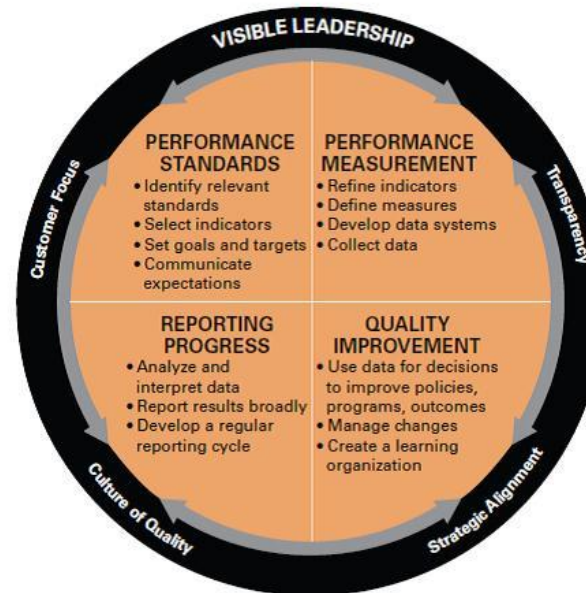 VISIBLE LEADERSHIP
Customer Focus
Transparency
PERFORMANCE
STANDARDS
• Identify relevant
standards
• Select indicators
• Set goals and targets
• Communicate
expectations
PERFORMANCE
MEASUREMENT
• Refine indicators
• Define measures
• Develop data systems
• Collect data
REPORTING
PROGRESS
• Analyze and
interpret data
• Report results broadly
• Develop a regular
reporting cycle
QUALITY
IMPROVEMENT
• Use data for decisions
to improve policies,
programs, outcomes
• Manage changes
• Create a learning
organization
Culture of Quality
Strategic Alignment